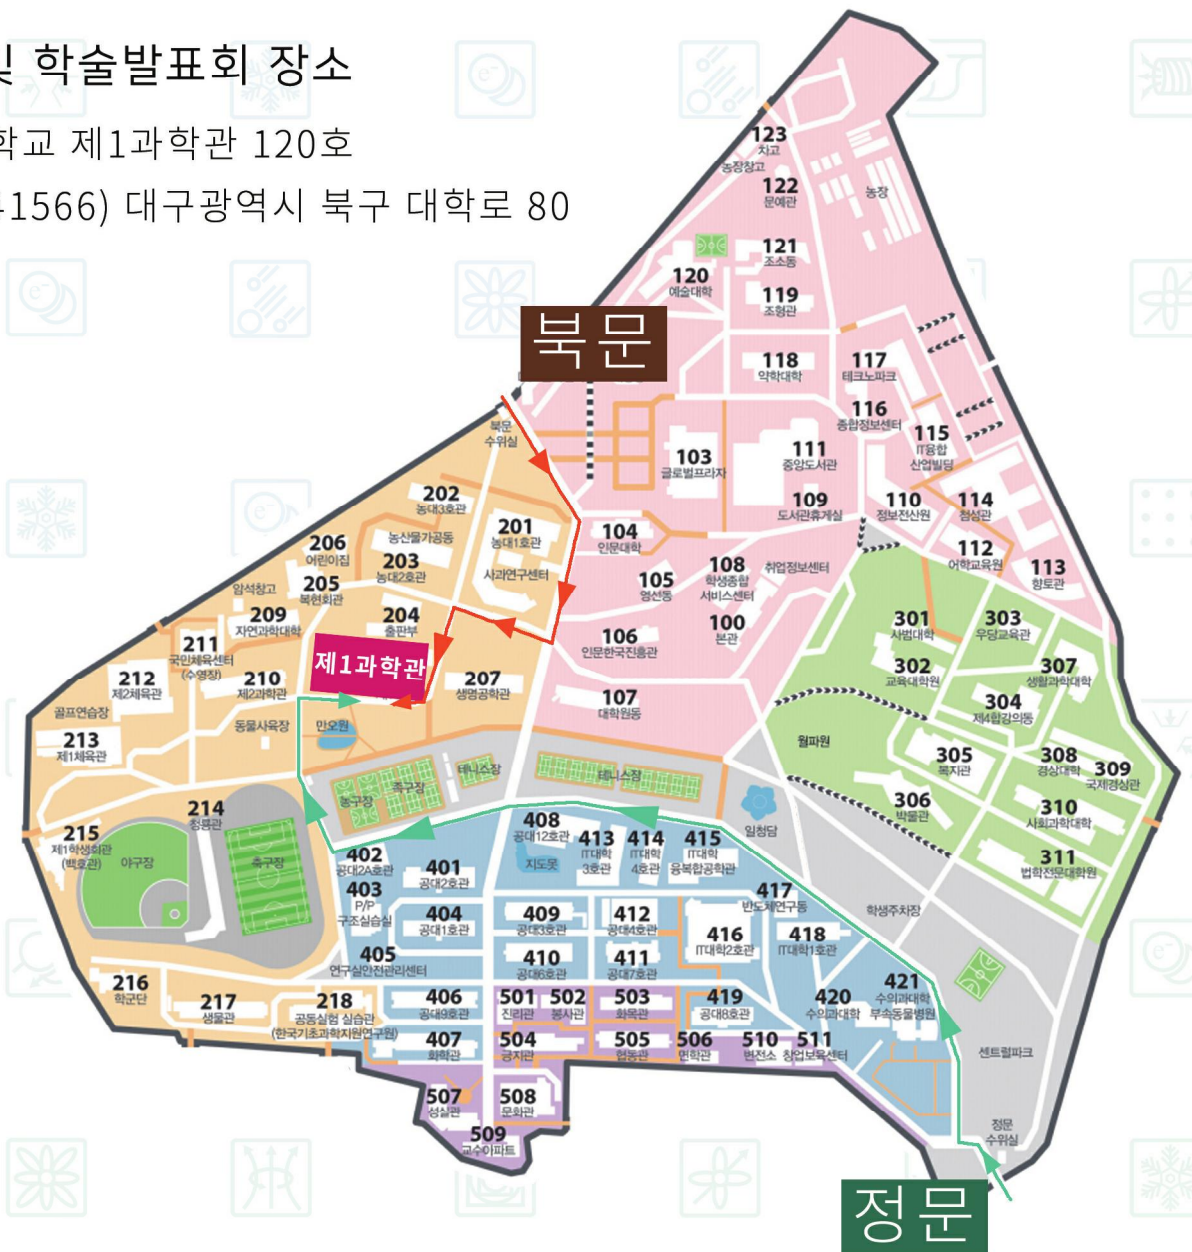 및 학술발표회 장소
학교 제1과학관 120호
41566) 대구광역시 북구 대학로 80
123
차고
농장창고
122
문예관
농장
121
조소동
120
예술대학
119
조형관
북문
118
약학대학
117
테크노파크
116
종합정보센터
115
IT융합
산업빌딩
북문
수위실
103
글로벌프라자
111
중앙도서관
109
도서관휴게실
110
정보전산원
114
첨성관
112
어학교육원
113
향토관
202
농대3호관
201
농대1호관
농산물가공동
206
어린이집
203
농대2호관
사과연구센터
104
인문대학
105
영선동
108
학생종합
서비스센터
취업정보센터
암석창고
205
복현회관
204
출판부
209
자연과학대학
211
국민체육센터
(수영장)
제1과학관
106
인문한국진흥관
100
본관
301
사범대학
303
우당교육관
302
교육대학원
307
생활과학대학
212
제2체육관
210
제2과학관
207
생명공학관
107
대학원동
304
제4합강의동
골프연습장
동물사육장
만오원
213
제1체육관
월파원
305
복지관
308
경상대학
309
국제경상관
테니스장
테니스장
족구장
농구장
306
박물관
310
사회과학대학
일청담
214
청룡관
215
제1학생회관
(백호관)
야구장
축구장
408
공대12호관
지도못
413
IT대학
3호관
414
IT대학
4호관
415
IT대학
융복합공학관
311
법학전문대학원
402
공대2A호관
401
공대2호관
403
P/P
구조실습실
417
반도체연구동
학생주차장
404
공대1호관
409
공대3호관
412
공대4호관
416
IT대학2호관
418
IT대학1호관
405
연구실안전관리센터
410
공대6호관
411
공대7호관
216
학군단
217
생물관
218
공동실험 실습관
(한국기초과학지원연구원)
406
공대9호관
501
진리관
502
봉사관
503
화목관
419
공대8호관
420
수의과대학
421
수의과대학
부속동물병원
407
화학관
504
긍지관
505
협동관
506
면학관
510
변전소
511
창업보육센터
센트럴파크
507
성실관
508
문화관
509
교수아파트
정문
수위실
정문